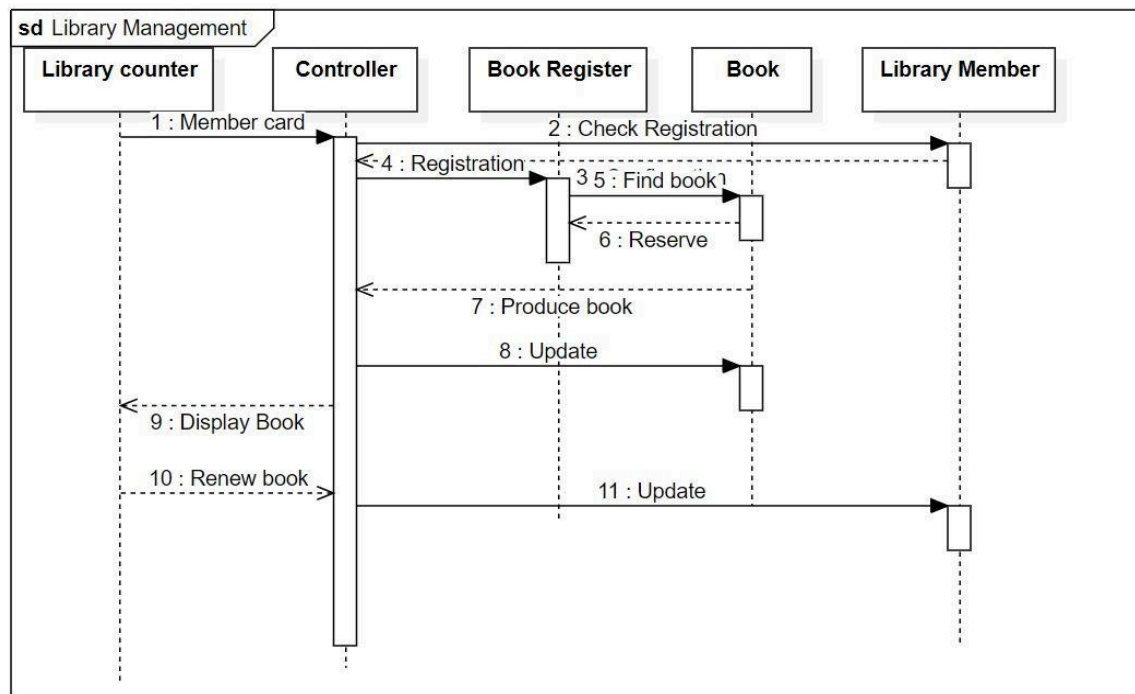 sd Library Management
Library counter
Controller
Book Register
Book
Library Member
1 : Member card
2 : Check Registration
3
4 : Registration
5 : Find book
6 : Reserve
7 : Produce book
8 : Update
9 : Display Book
10 : Renew book
11 : Update